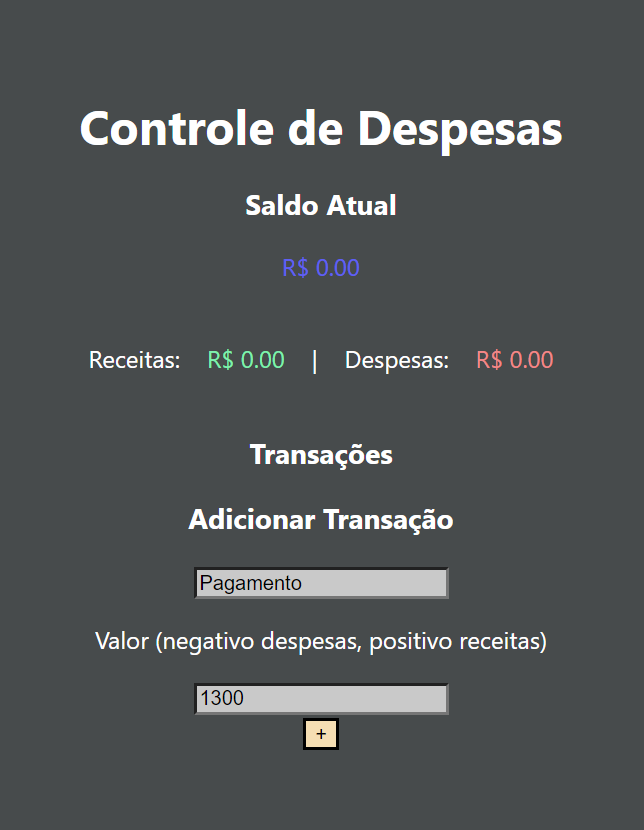 Controle de Despesas
Saldo Atual
R$ 0.00
Receitas: R$ 0.00 | Despesas: R$ 0.00
Transações
Adicionar Transação
Pagamento
Valor (negativo despesas, positivo receitas)
1300
+